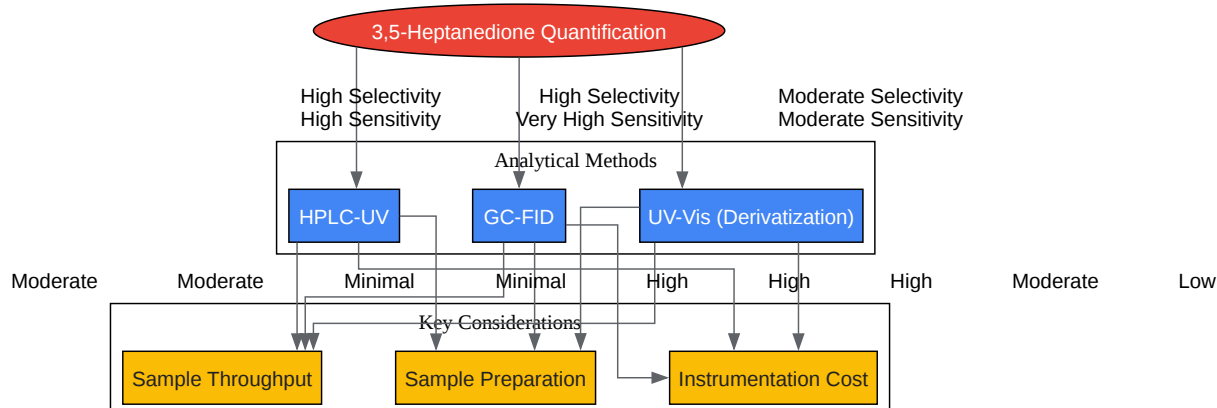 3,5-Heptanedione Quantification
High Selectivity
High Sensitivity
High Selectivity
Very High Sensitivity
Moderate Selectivity
Moderate Sensitivity
Analytical Methods
HPLC-UV
GC-FID
UV-Vis (Derivatization)
Moderate
Moderate
Minimal
Minimal
High
High
High
Moderate
Low
Key Considerations
Sample Throughput
Sample Preparation
Instrumentation Cost